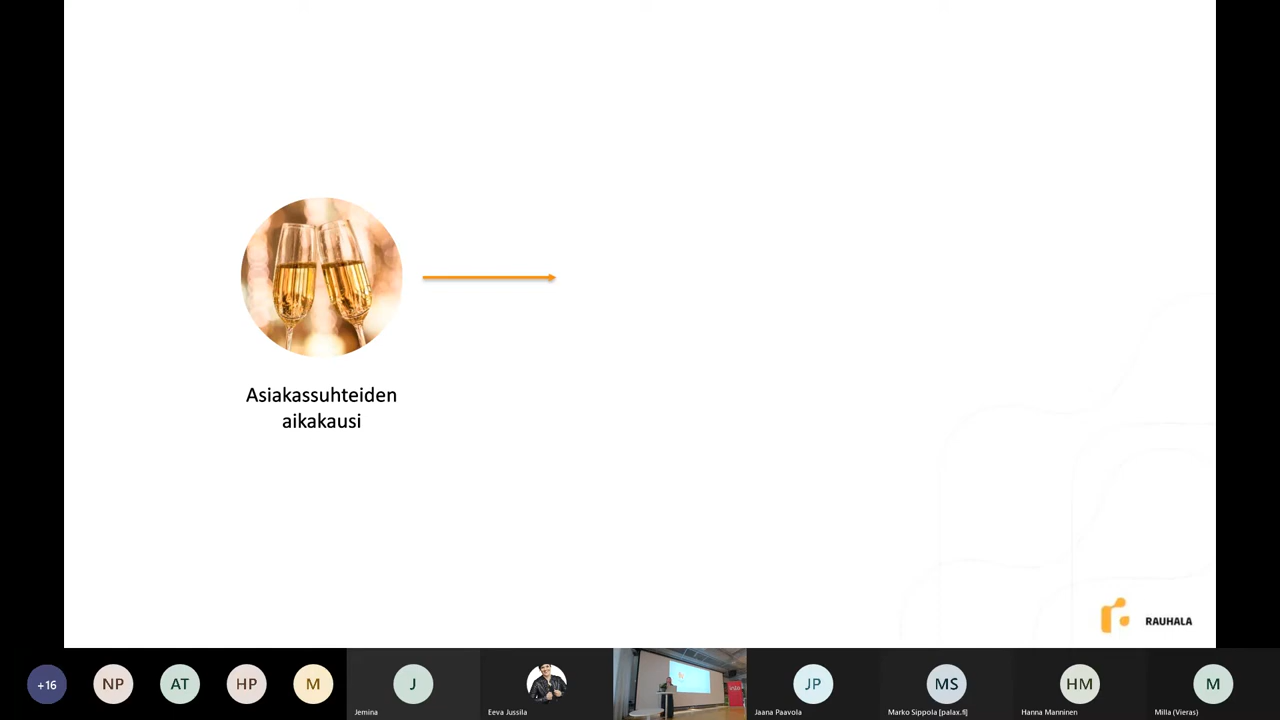 Asiakassuhteiden
aikakausi
RAUHALA
+16
NP
AT
HP
M
J
JP
MS
HM
M
Jemina
Eeva Jussila
Jaana Paavola
Marko Sippola [palax.fi]
Hanna Manninen
Milla (Vieras)